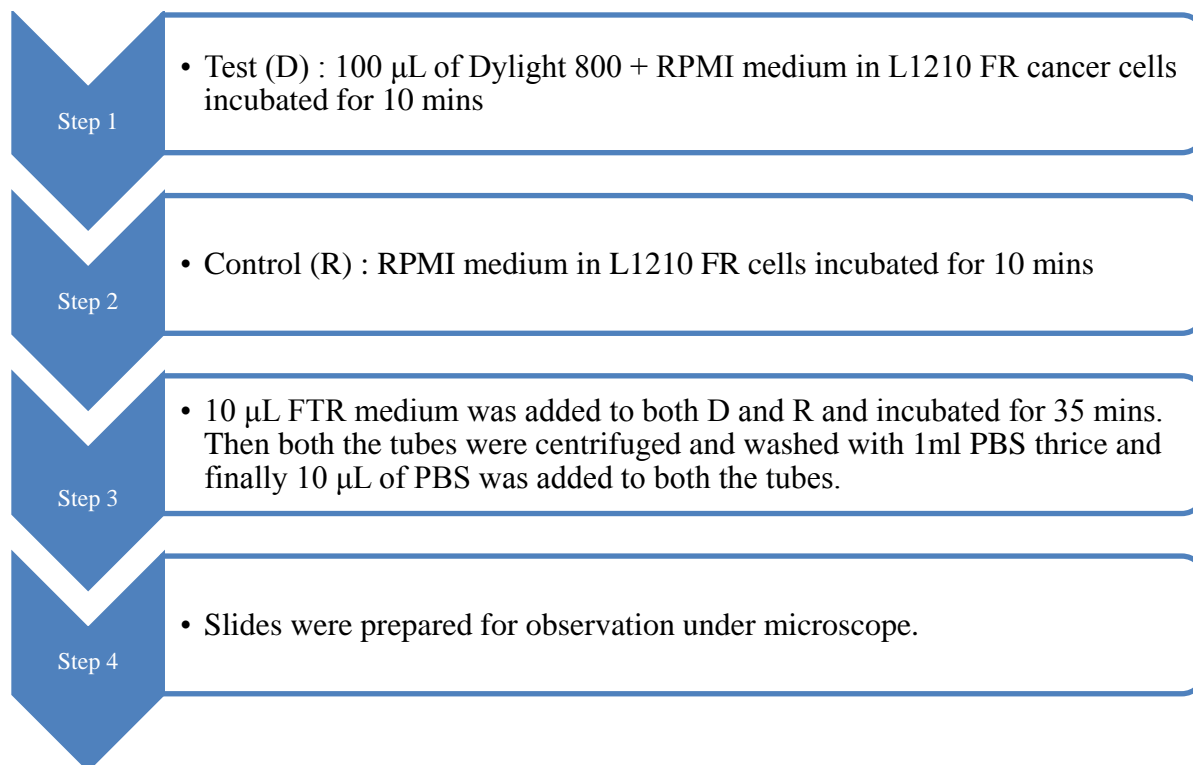 Step 1
• Test (D) : 100 μL of Dylight 800 + RPMI medium in L1210 FR cancer cells
incubated for 10 mins
Step 2
• Control (R) : RPMI medium in L1210 FR cells incubated for 10 mins
Step 3
• 10 μL FTR medium was added to both D and R and incubated for 35 mins.
Then both the tubes were centrifuged and washed with 1ml PBS thrice and
finally 10 μL of PBS was added to both the tubes.
Step 4
• Slides were prepared for observation under microscope.